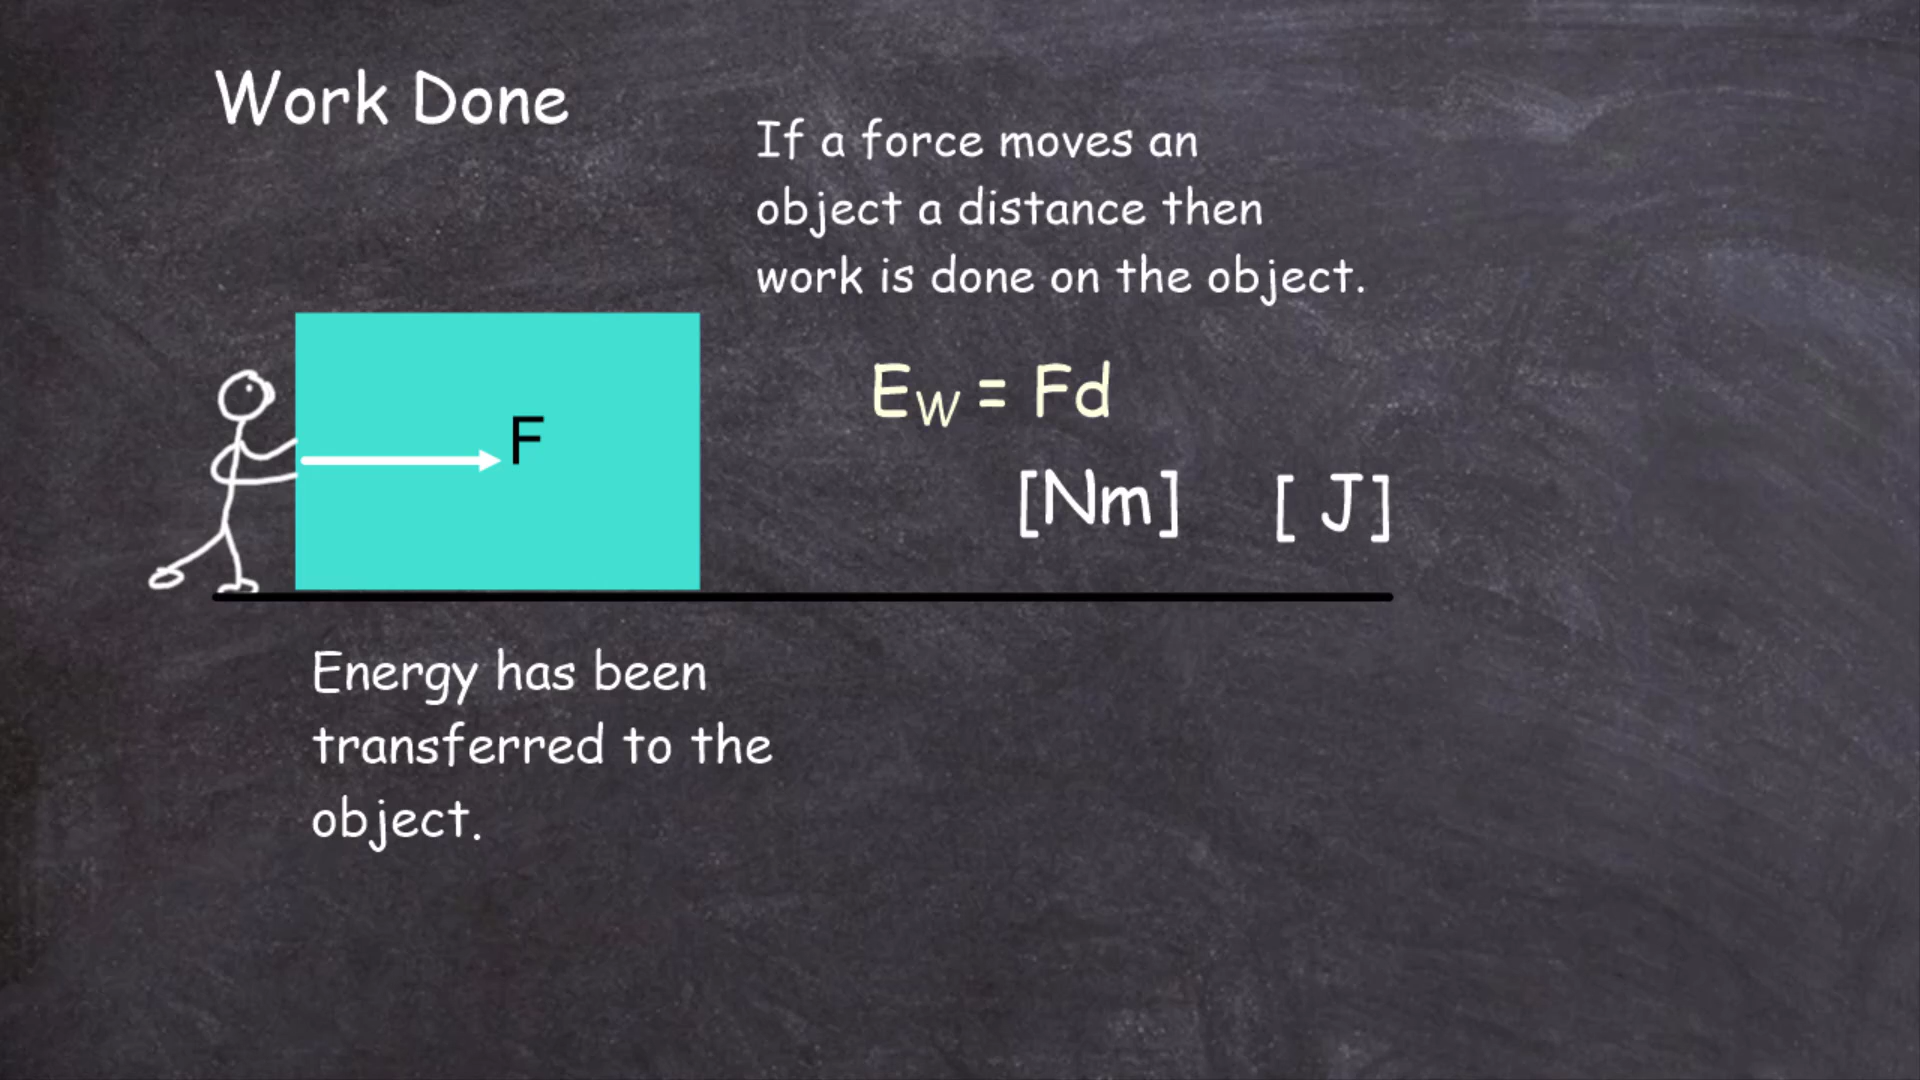 Work Done
If a force moves an
object a distance then
work is done on the object.
E_W = Fd
F
[Nm] [ J]
Energy has been
transferred to the
object.